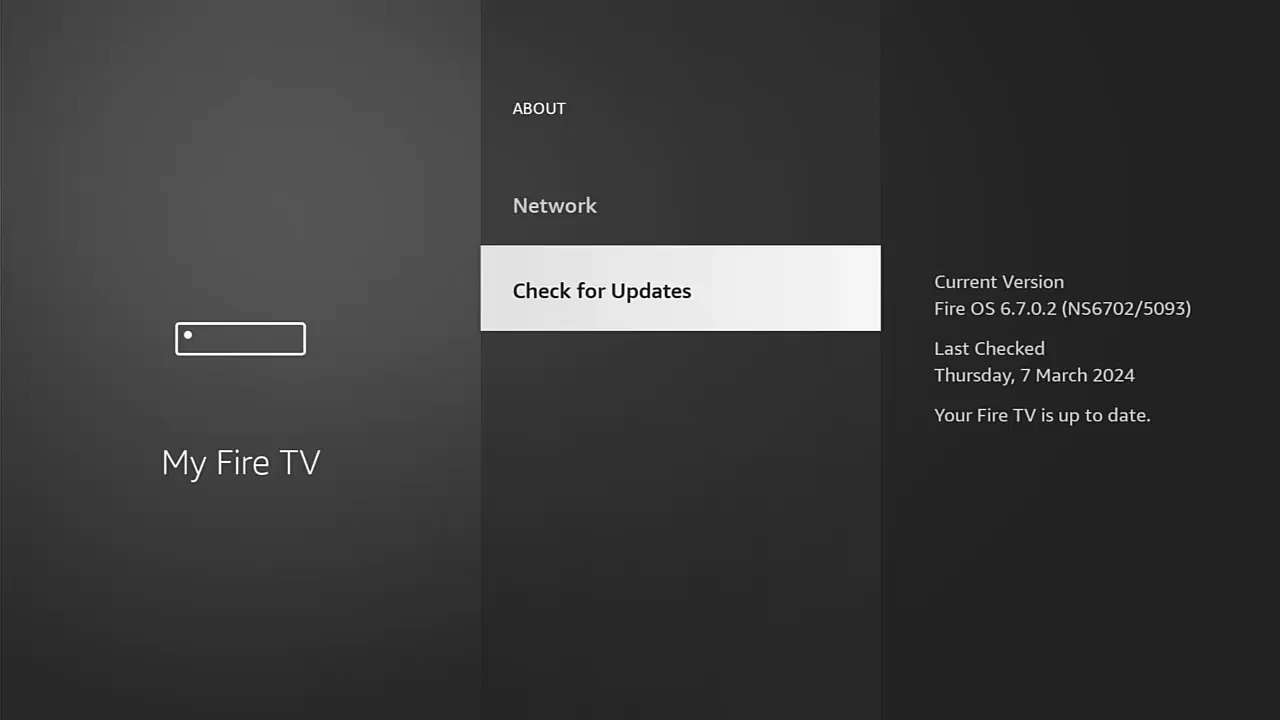 ABOUT
Network
Check for Updates
My Fire TV
Current Version
Fire OS 6.7.0.2 (NS6702/5093)
Last Checked
Thursday, 7 March 2024
Your Fire TV is up to date.